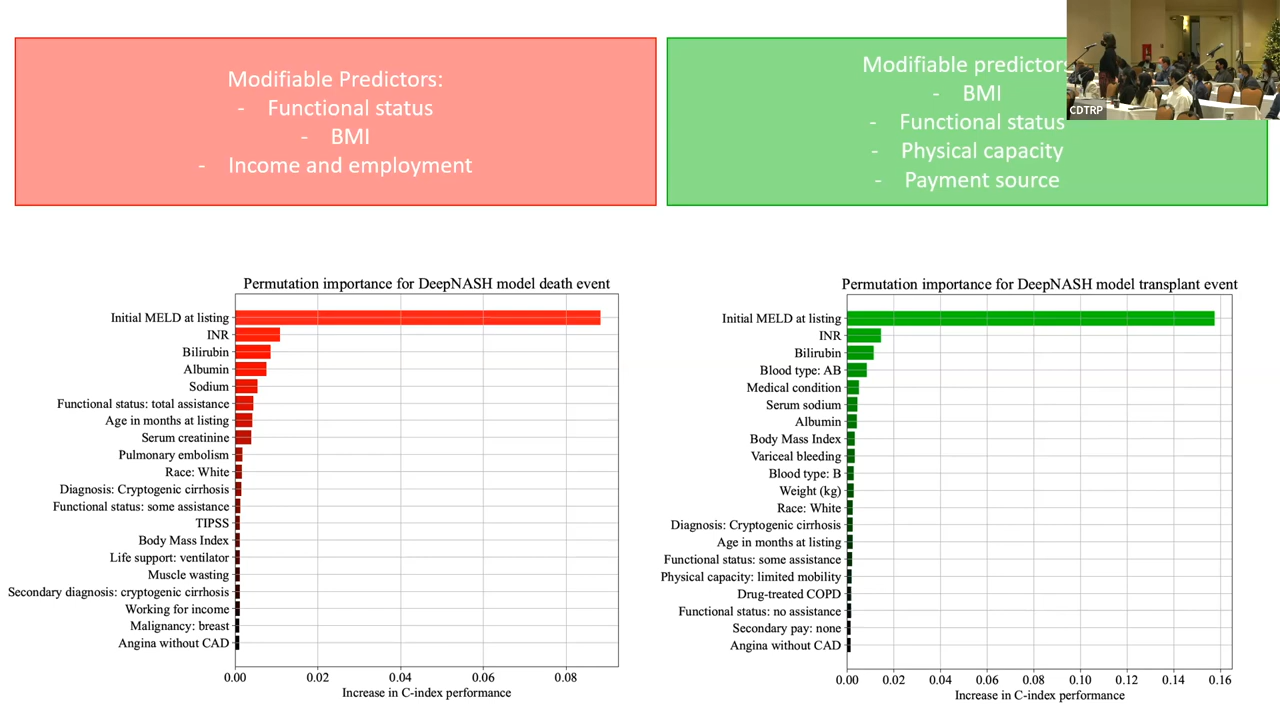 Modifiable Predictors:
- Functional status
- BMI
- Income and employment
Modifiable predictors
- BMI
- Functional status
- Physical capacity
- Payment source
CDTRP
Permutation importance for DeepNASH model death event
Initial MELD at listing
INR
Bilirubin
Albumin
Sodium
Functional status: total assistance
Age in months at listing
Serum creatinine
Pulmonary embolism
Race: White
Diagnosis: Cryptogenic cirrhosis
Functional status: some assistance
TIPSS
Body Mass Index
Life support: ventilator
Muscle wasting
Secondary diagnosis: cryptogenic cirrhosis
Working for income
Malignancy: breast
Angina without CAD
0.00 0.02 0.04 0.06 0.08
Increase in C-index performance
Permutation importance for DeepNASH model transplant event
Initial MELD at listing
INR
Bilirubin
Blood type: AB
Medical condition
Serum sodium
Albumin
Body Mass Index
Variceal bleeding
Blood type: B
Weight (kg)
Race: White
Diagnosis: Cryptogenic cirrhosis
Age in months at listing
Functional status: some assistance
Physical capacity: limited mobility
Drug-treated COPD
Functional status: no assistance
Secondary pay: none
Angina without CAD
0.00 0.02 0.04 0.06 0.08 0.10 0.12 0.14 0.16
Increase in C-index performance